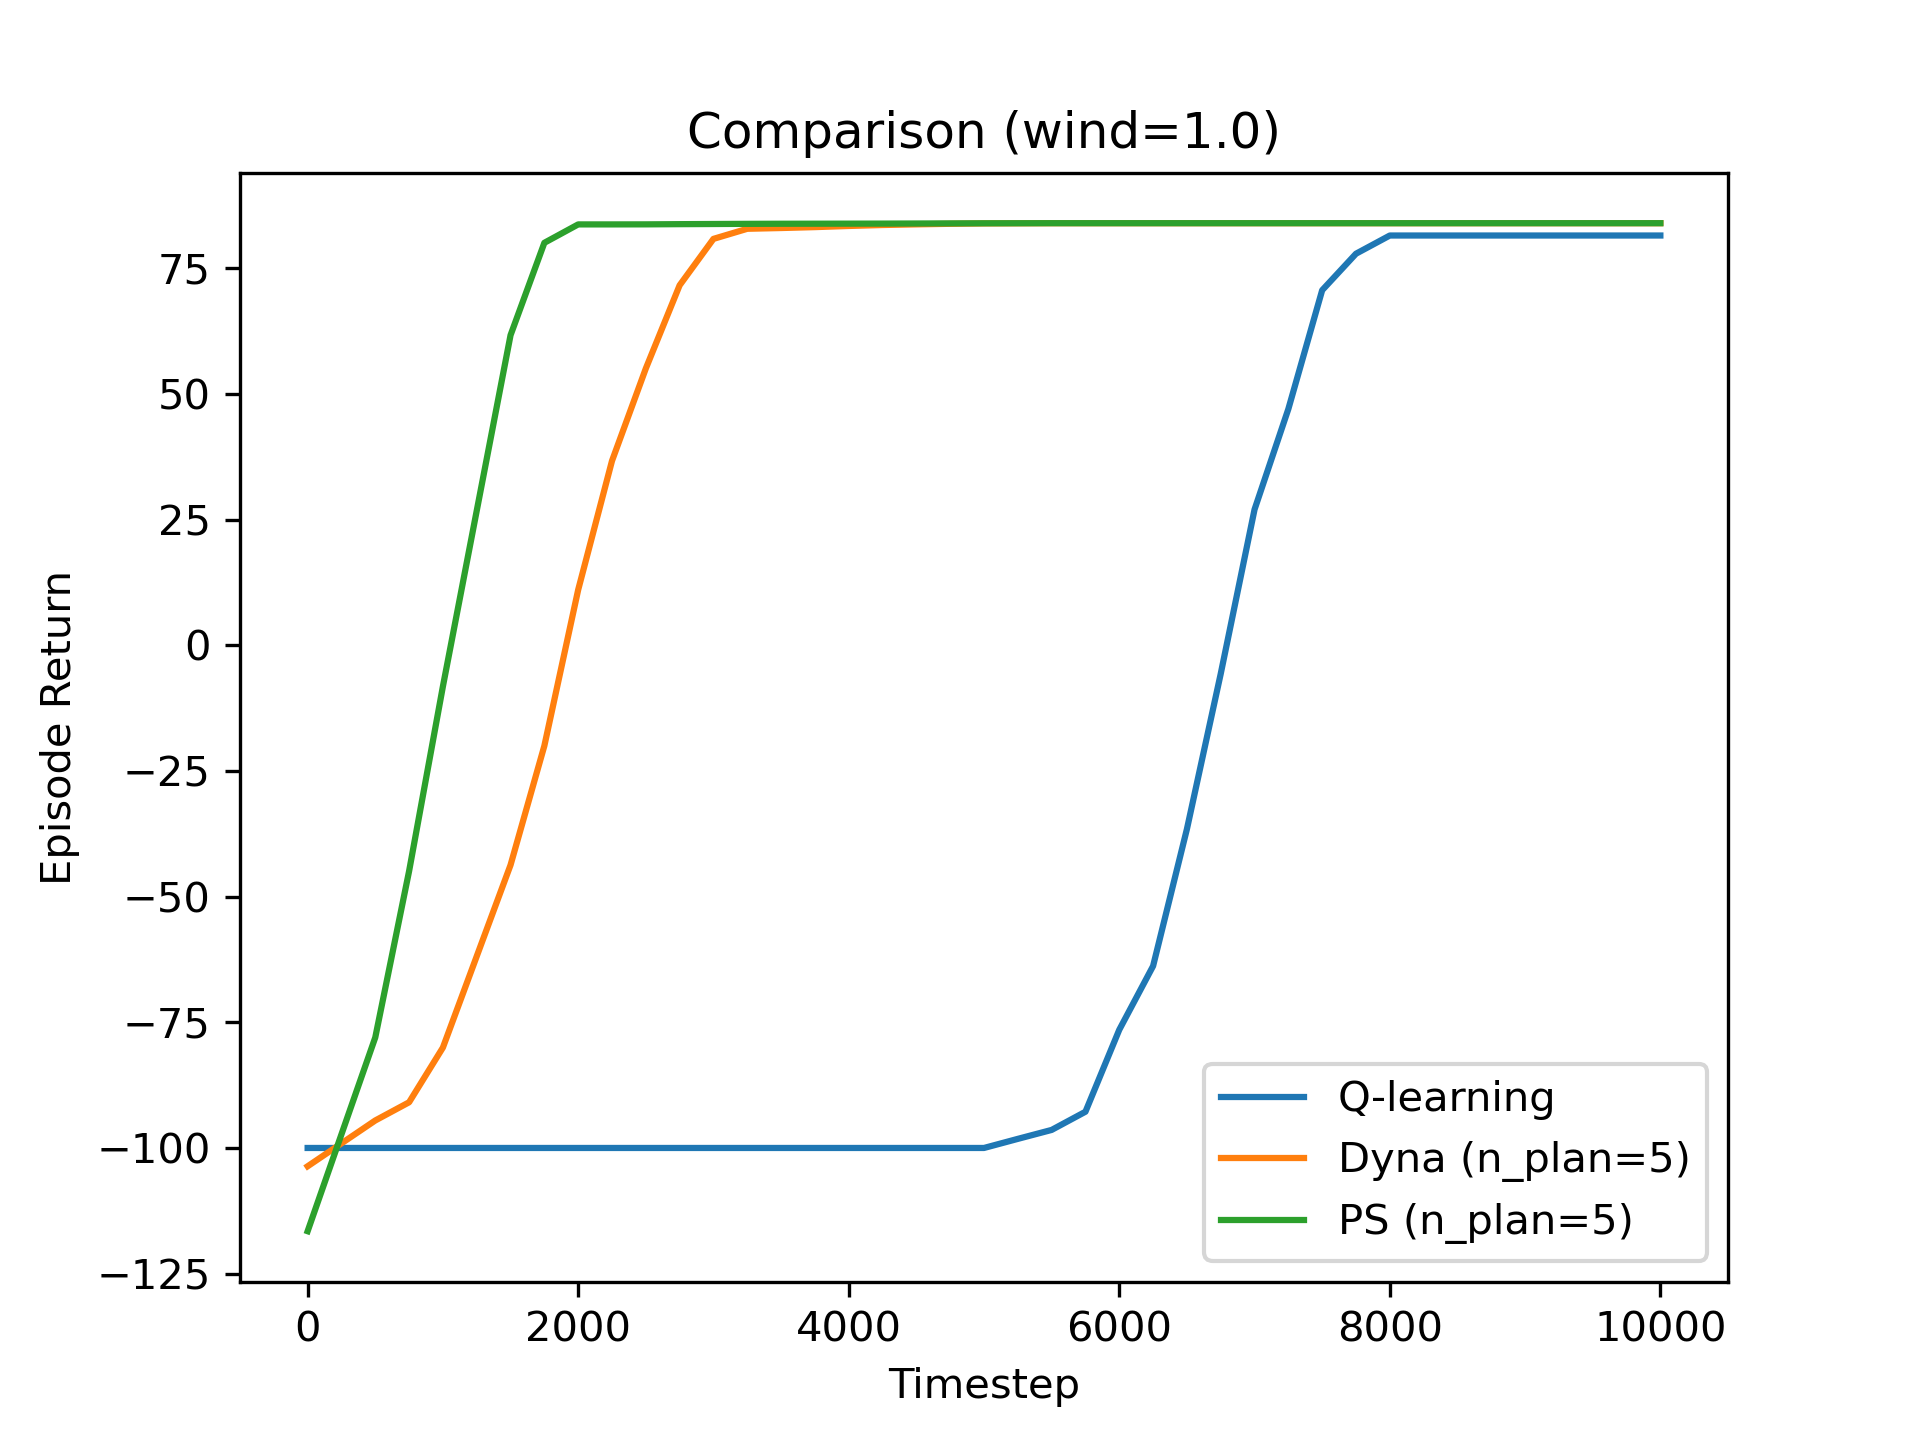 Comparison (wind=1.0)
Episode Return
75
50
25
0
−25
−50
−75
−100
−125
Q-learning
Dyna (n_plan=5)
PS (n_plan=5)
0 2000 4000 6000 8000 10000
Timestep